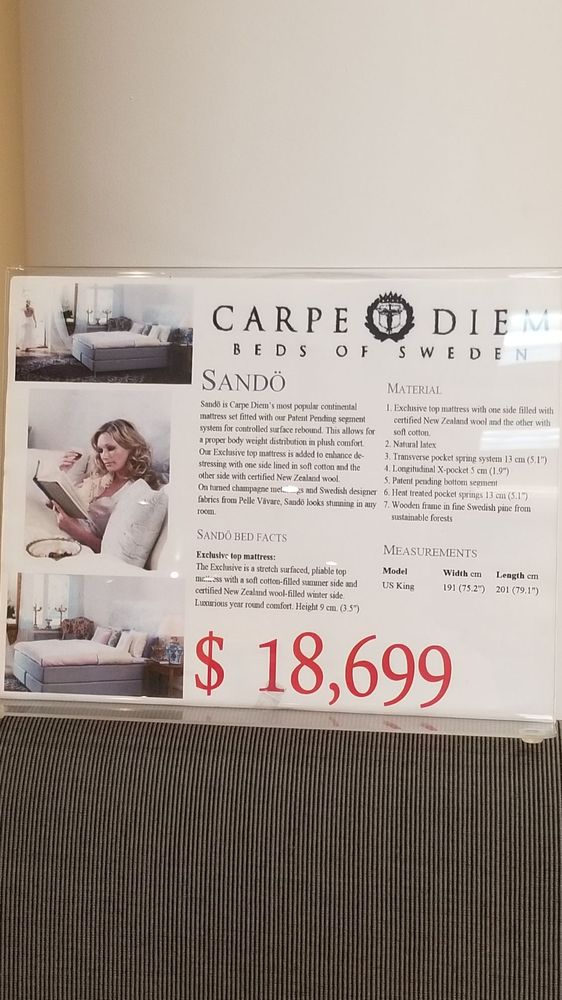 CARPE DIEM
BEDS OF SWEDEN
SANDÖ
Sandö is Carpe Diem's most popular continental
mattress set fitted with our Patent Pending segment
system for controlled surface rebound. This allows for
a proper body weight distribution in plush comfort.
Our Exclusive top mattress is added to enhance de-
stressing with one side lined in soft cotton and the
other side with certified New Zealand wool.
On turned champagne and Swedish designer
fabrics from Pelle Vävare, Sandö looks stunning in any
room.
SANDÖ BED FACTS
Exclusive top mattress:
The Exclusive is a stretch surfaced, pliable top
mattress with a soft cotton-filled summer side and
certified New Zealand wool-filled winter side.
Luxurious year round comfort. Height 9 cm. (3.5")
MATERIAL
1. Exclusive top mattress with one side filled with
certified New Zealand wool and the other with
soft cotton.
2. Natural latex
3. Transverse pocket spring system 13 cm (5.1")
4. Longitudinal X-pocket 5 cm (1.9")
5. Patent pending bottom segment
6. Heat treated pocket springs 13 cm (5.1")
7. Wooden frame in fine Swedish pine from
sustainable forests
MEASUREMENTS
Model Width cm Length cm
US King 191 (75.2") 201 (79.1")
$ 18,699